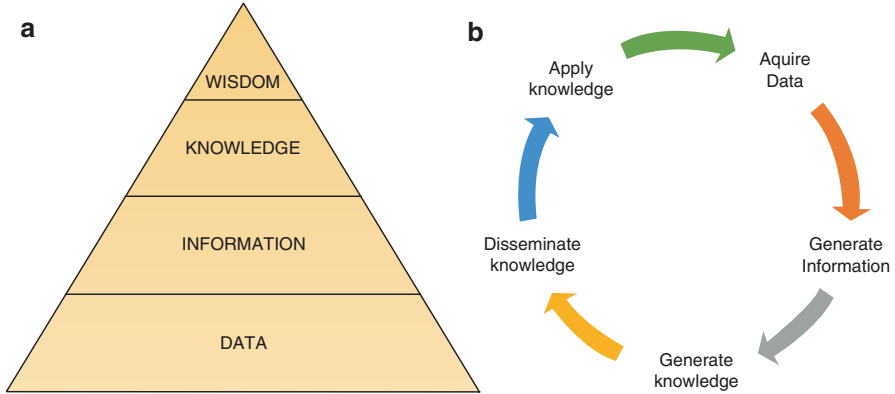 a
WISDOM
KNOWLEDGE
INFORMATION
DATA
b
Apply
knowledge
Aquire
Data
Generate
Information
Generate
knowledge
Disseminate
knowledge